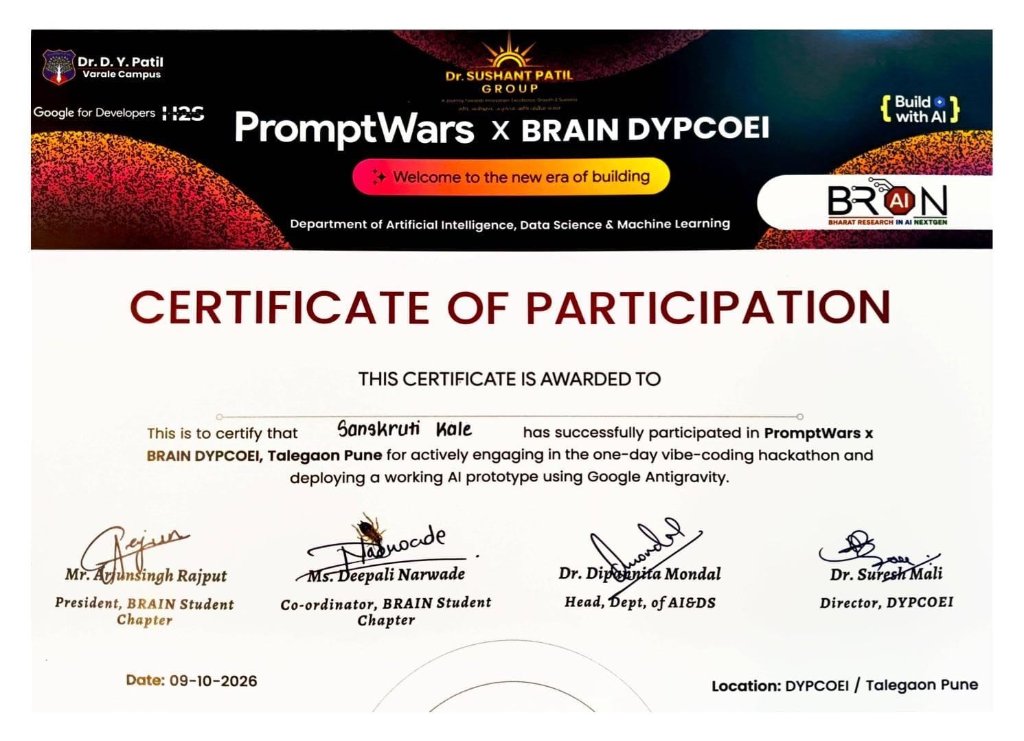 Dr. D. Y. Patil
Varale Campus
Dr. SUSHANT PATIL
GROUP
Google for Developers H2S
Build with AI
PromptWars x BRAIN DYPCOEI
Welcome to the new era of building
BRAIN
BHARAT RESEARCH IN AI NEXTGEN
Department of Artificial Intelligence, Data Science & Machine Learning
CERTIFICATE OF PARTICIPATION
THIS CERTIFICATE IS AWARDED TO
This is to certify that Sanskruti Kale has successfully participated in PromptWars x
BRAIN DYPCOEI, Talegaon Pune for actively engaging in the one-day vibe-coding hackathon and
deploying a working AI prototype using Google Antigravity.
Mr. Arjunsingh Rajput
President, BRAIN Student
Chapter
Ms. Deepali Narwade
Co-ordinator, BRAIN Student
Chapter
Dr. Dipannita Mondal
Head, Dept, of AI&DS
Dr. Suresh Mali
Director, DYPCOEI
Date: 09-10-2026
Location: DYPCOEI / Talegaon Pune